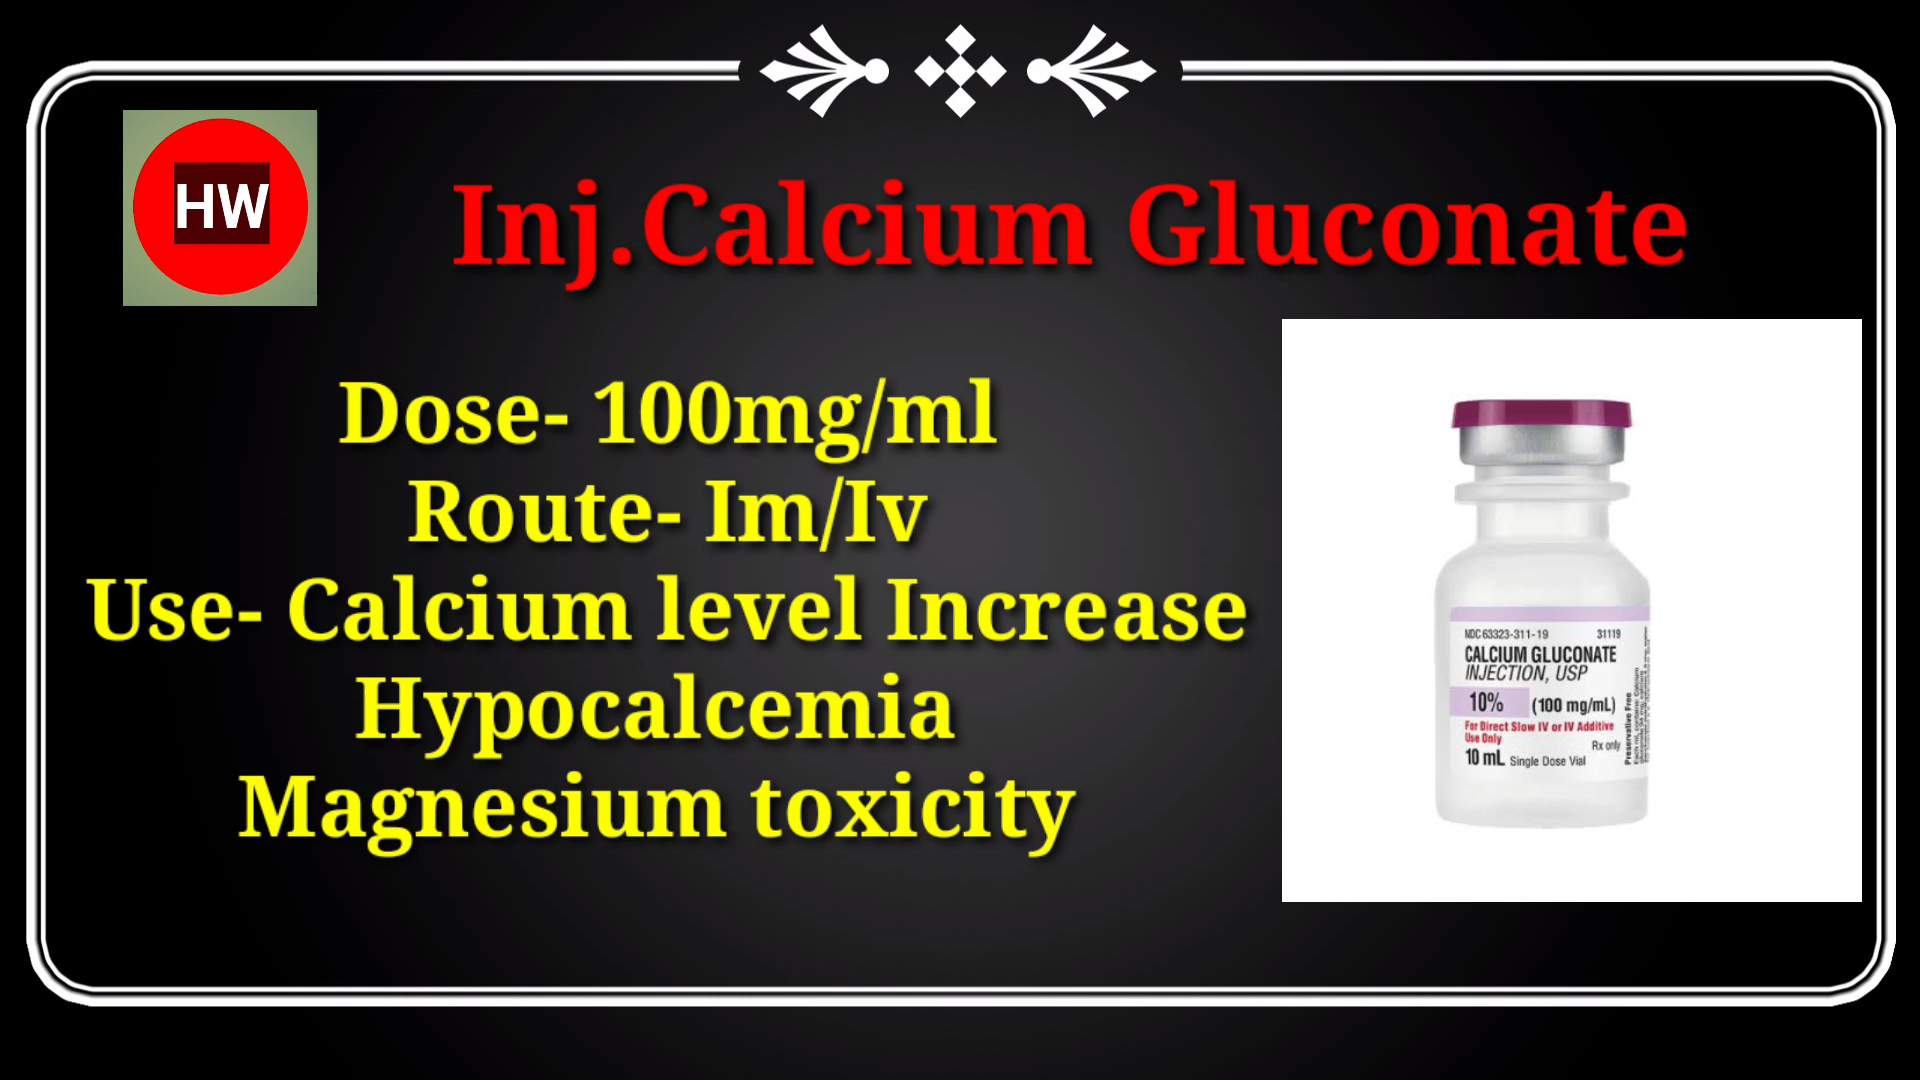 HW
Inj.Calcium Gluconate
Dose- 100mg/ml
Route- Im/Iv
Use- Calcium level Increase
Hypocalcemia
Magnesium toxicity
NDC 63323-311-19 31119
CALCIUM GLUCONATE
INJECTION, USP
10% (100 mg/mL)
For Direct Slow IV or IV Additive
Use Only
Rx only
10 mL Single Dose Vial
Preservative Free